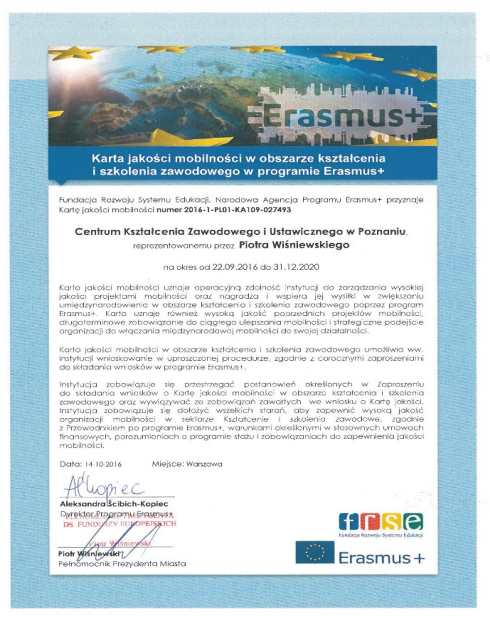 Erasmus+
Karta jakości mobilności w obszarze kształcenia
i szkolenia zawodowego w programie Erasmus+
Fundacja Rozwoju Systemu Edukacji, Narodowa Agencja Programu Erasmus+ przyznaje
Kartę jakości mobilności numer 2016-1-PL01-KA109-027493
Centrum Kształcenia Zawodowego i Ustawicznego w Poznaniu,
reprezentowanemu przez Piotra Wiśniewskiego
na okres od 22.09.2016 do 31.12.2020
Karta jakości mobilności uznaje operacyjną zdolność instytucji do zarządzania wysokiej
jakości projektami mobilności oraz nagradza i wspiera jej wysiłki w zwiększaniu
umiędzynarodowienia w obszarze kształcenia i szkolenia zawodowego poprzez program
Erasmus+. Karta uznaje również wysoką jakość poprzednich projektów mobilności,
długoterminowe zobowiązanie do ciągłego ulepszania mobilności i strategiczne podejście
organizacji do włączania międzynarodowej mobilności do swojej działalności.
Karta jakości mobilności w obszarze kształcenia i szkolenia zawodowego umożliwia ww.
instytucji wnioskowanie w uproszczonej procedurze, zgodnie z corocznymi zaproszeniami
do składania wniosków w programie Erasmus+.
Instytucja zobowiązuje się przestrzegać postanowień określonych w Zaproszeniu
do składania wniosków o Kartę jakości mobilności w obszarze kształcenia i szkolenia
zawodowego oraz wywiązywać ze zobowiązań zawartych we wniosku o Kartę jakości.
Instytucja zobowiązuje się dołożyć wszelkich starań, aby zapewnić wysoką jakość
organizacji mobilności w sektorze Kształcenie i szkolenia zawodowe, zgodnie
z Przewodnikiem po programie Erasmus+, warunkami określonymi w stosownych umowach
finansowych, porozumieniach o programie stażu i zobowiązaniach do zapewnienia jakości
mobilności.
Data: 14-10-2016 Miejsce: Warszawa
Aleksandra Ścibich-Kopiec
Dyrektor Programu Erasmus+
DS. FUNDUSZY EUROPEJSKICH
Piotr Wiśniewski
Piotr Wiśniewski
Pełnomocnik Prezydenta Miasta
frse
Fundacja Rozwoju Systemu Edukacji
Erasmus+